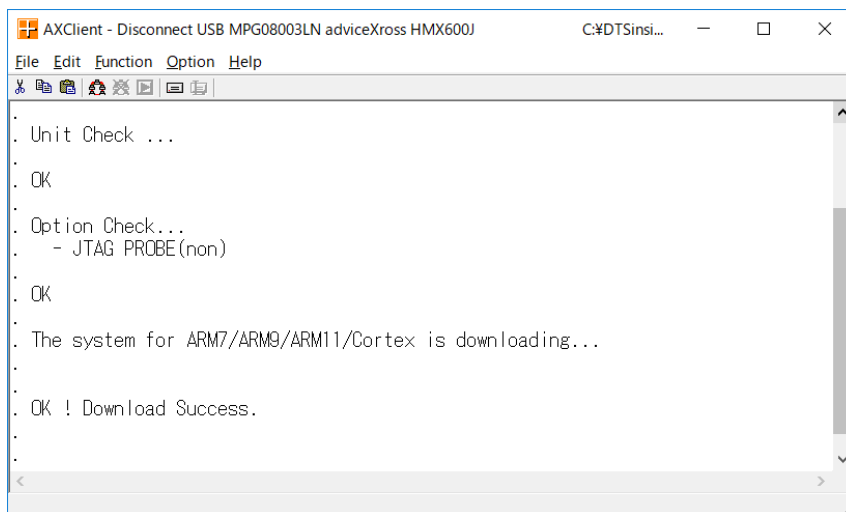 AXClient - Disconnect USB MPG08003LN adviceXross HMX600J C:¥DTSinsi...
File Edit Function Option Help
.
. Unit Check ...
.
. OK
.
. Option Check...
.   - JTAG PROBE(non)
.
. OK
.
. The system for ARM7/ARM9/ARM11/Cortex is downloading...
.
.
. OK ! Download Success.
.
.